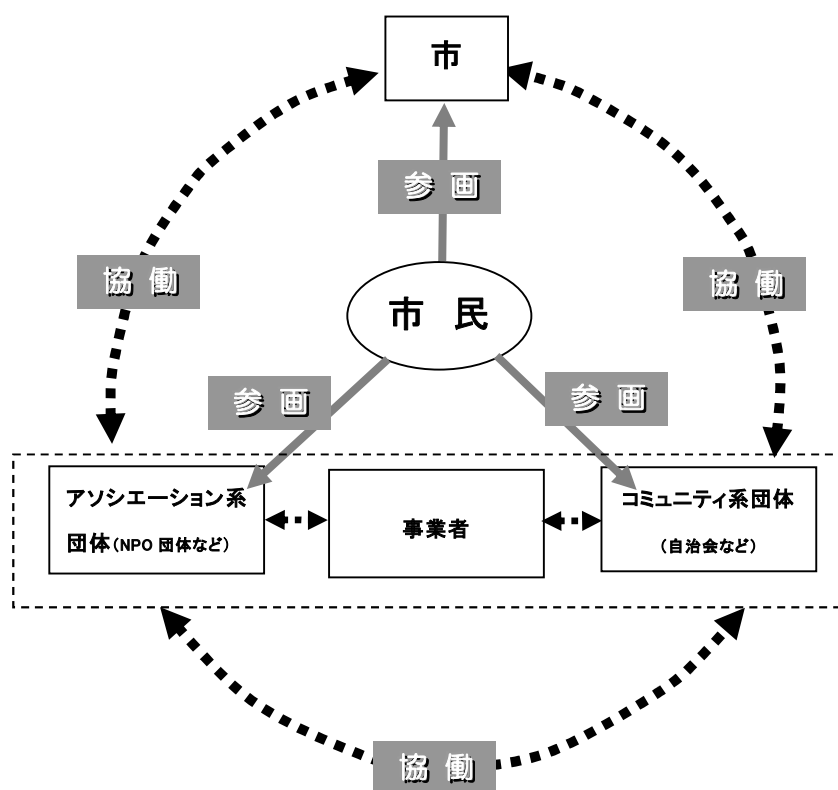 市
参 画
協 働
協 働
市 民
参 画
参 画
アソシエーション系
団体(NPO 団体など)
事業者
コミュニティ系団体
(自治会など)
協 働